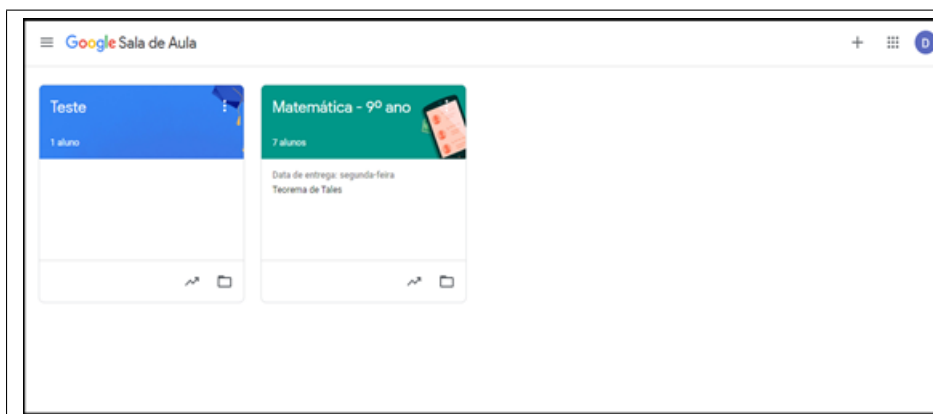 Google Sala de Aula
D
Teste
1 aluno
Matemática - 9º ano
7 alunos
Data de entrega: segunda-feira
Teorema de Tales